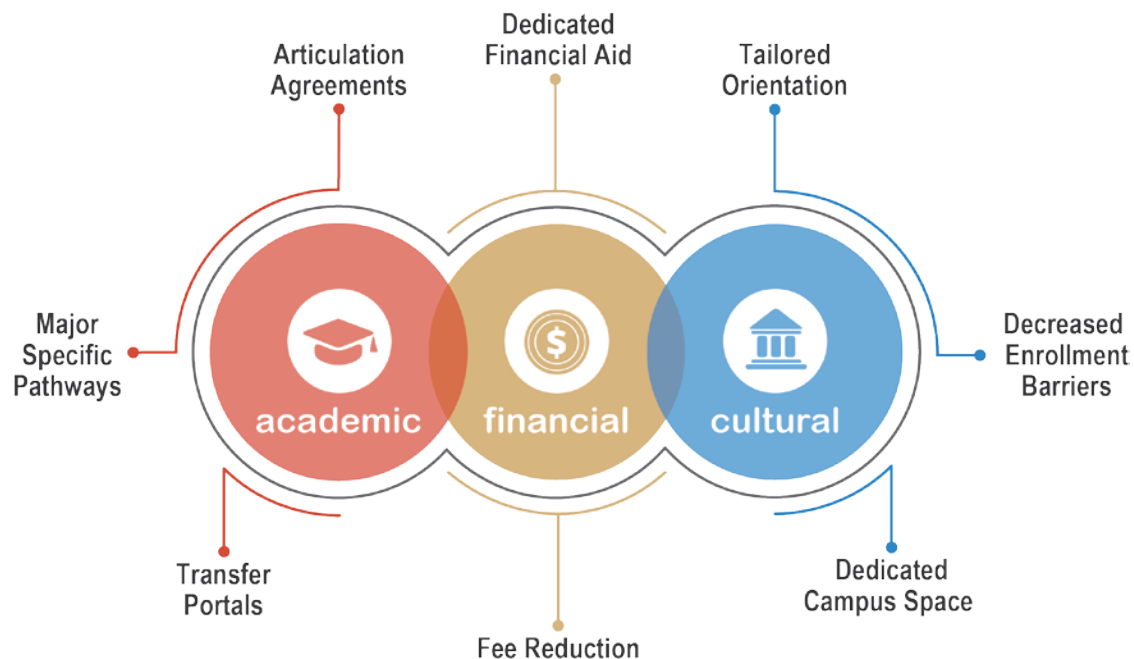 Dedicated
Financial Aid
Articulation
Agreements
Tailored
Orientation
Major
Specific
Pathways
Decreased
Enrollment
Barriers
$
academic
financial
cultural
Transfer
Portals
Dedicated
Campus Space
Fee Reduction